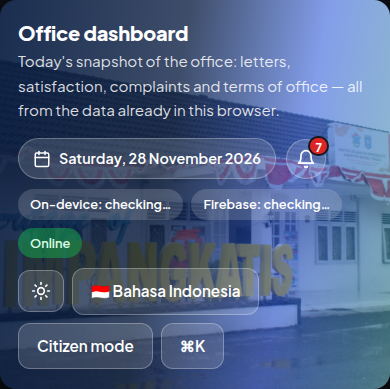 Office dashboard
Today's snapshot of the office: letters,
satisfaction, complaints and terms of office — all
from the data already in this browser.
Saturday, 28 November 2026
7
On-device: checking…
Firebase: checking…
Online
Bahasa Indonesia
Citizen mode
⌘K